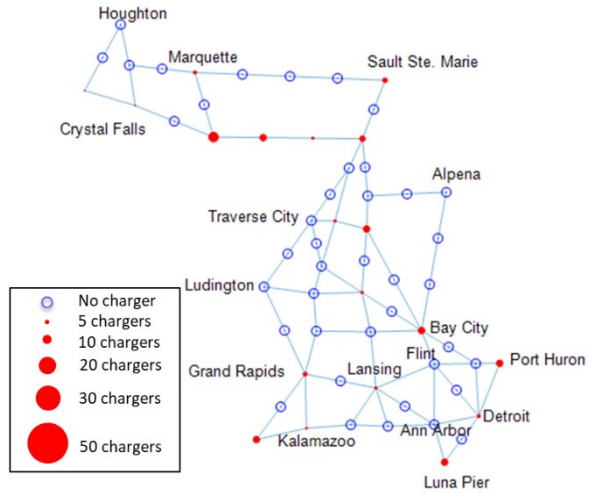 Houghton
Marquette
Sault Ste. Marie
Crystal Falls
Alpena
Traverse City
Ludington
No charger
5 chargers
10 chargers
20 chargers
30 chargers
50 chargers
Bay City
Flint
Port Huron
Grand Rapids
Lansing
Detroit
Ann Arbor
Kalamazoo
Luna Pier